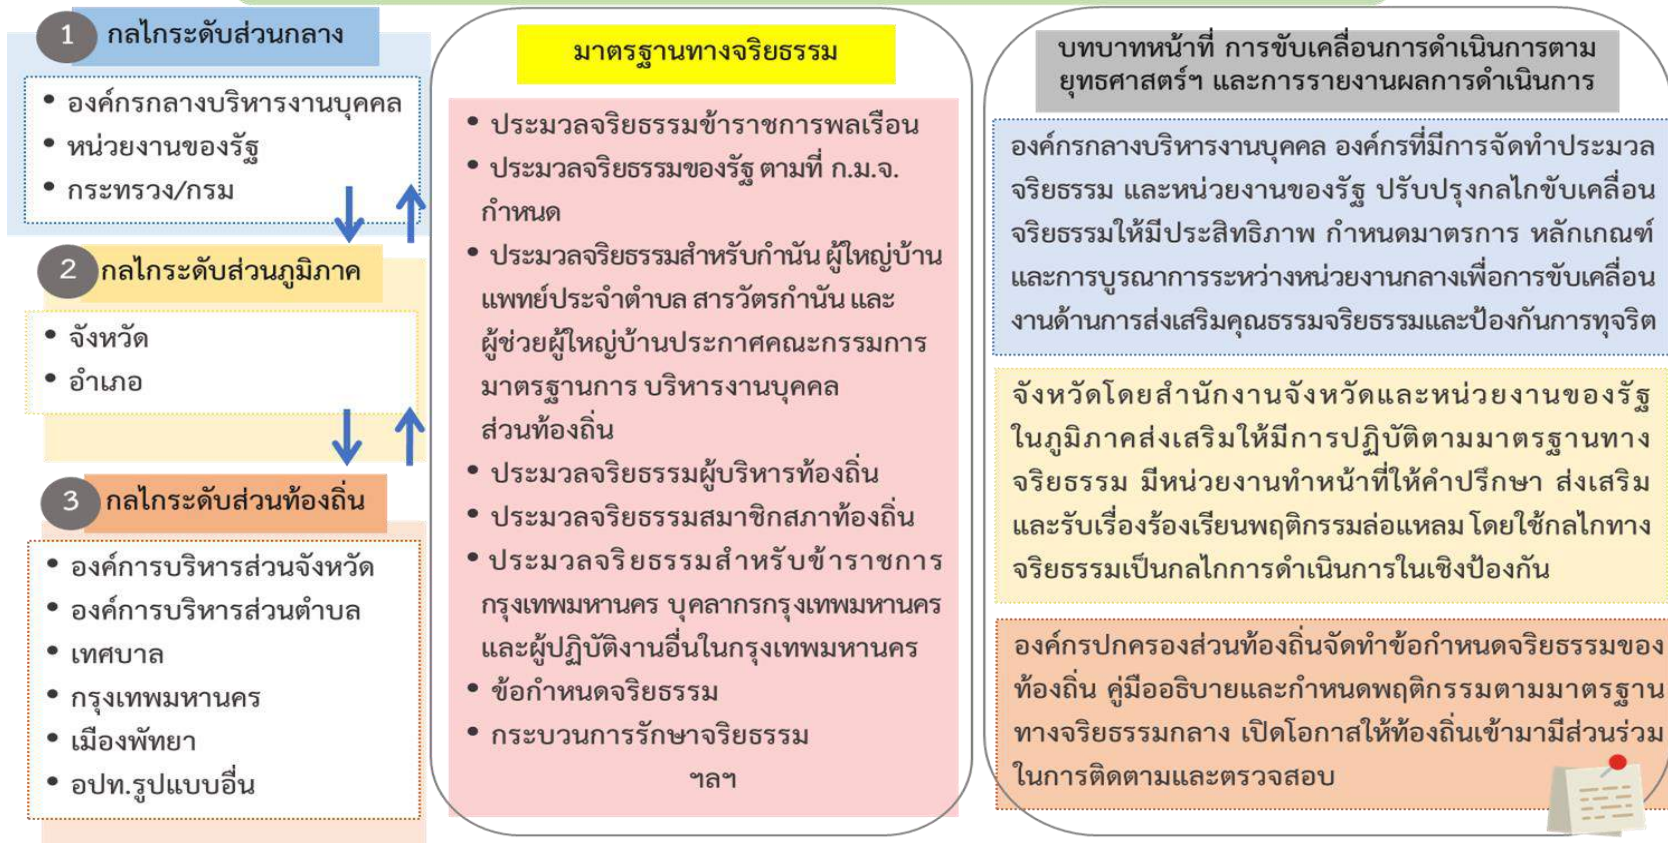 1 กลไกระดับส่วนกลาง
• องค์กรกลางบริหารงานบุคคล
• หน่วยงานของรัฐ
• กระทรวง/กรม
2 กลไกระดับส่วนภูมิภาค
• จังหวัด
• อำเภอ
3 กลไกระดับส่วนท้องถิ่น
• องค์การบริหารส่วนจังหวัด
• องค์การบริหารส่วนตำบล
• เทศบาล
• กรุงเทพมหานคร
• เมืองพัทยา
• อปท.รูปแบบอื่น
มาตรฐานทางจริยธรรม
• ประมวลจริยธรรมข้าราชการพลเรือน
• ประมวลจริยธรรมของรัฐ ตามที่ ก.ม.จ.
กำหนด
• ประมวลจริยธรรมสำหรับกำนัน ผู้ใหญ่บ้าน
แพทย์ประจำตำบล สารวัตรกำนัน และ
ผู้ช่วยผู้ใหญ่บ้านประกาศคณะกรรมการ
มาตรฐานการ บริหารงานบุคคล
ส่วนท้องถิ่น
• ประมวลจริยธรรมผู้บริหารท้องถิ่น
• ประมวลจริยธรรมสมาชิกสภาท้องถิ่น
• ประมวลจริยธรรมสำหรับข้าราชการ
กรุงเทพมหานคร บุคลากรกรุงเทพมหานคร
และผู้ปฏิบัติงานอื่นในกรุงเทพมหานคร
• ข้อกำหนดจริยธรรม
• กระบวนการรักษาจริยธรรม
ฯลฯ
บทบาทหน้าที่ การขับเคลื่อนการดำเนินการตาม
ยุทธศาสตร์ฯ และการรายงานผลการดำเนินการ
องค์กรกลางบริหารงานบุคคล องค์กรที่มีการจัดทำประมวล
จริยธรรม และหน่วยงานของรัฐ ปรับปรุงกลไกขับเคลื่อน
จริยธรรมให้มีประสิทธิภาพ กำหนดมาตรการ หลักเกณฑ์
และการบูรณาการระหว่างหน่วยงานกลางเพื่อการขับเคลื่อน
งานด้านการส่งเสริมคุณธรรมจริยธรรมและป้องกันการทุจริต
จังหวัดโดยสำนักงานจังหวัดและหน่วยงานของรัฐ
ในภูมิภาคส่งเสริมให้มีการปฏิบัติตามมาตรฐานทาง
จริยธรรม มีหน่วยงานทำหน้าที่ให้คำปรึกษา ส่งเสริม
และรับเรื่องร้องเรียนพฤติกรรมล่อแหลม โดยใช้กลไกทาง
จริยธรรมเป็นกลไกการดำเนินการในเชิงป้องกัน
องค์กรปกครองส่วนท้องถิ่นจัดทำข้อกำหนดจริยธรรมของ
ท้องถิ่น คู่มืออธิบายและกำหนดพฤติกรรมตามมาตรฐาน
ทางจริยธรรมกลาง เปิดโอกาสให้ท้องถิ่นเข้ามามีส่วนร่วม
ในการติดตามและตรวจสอบ